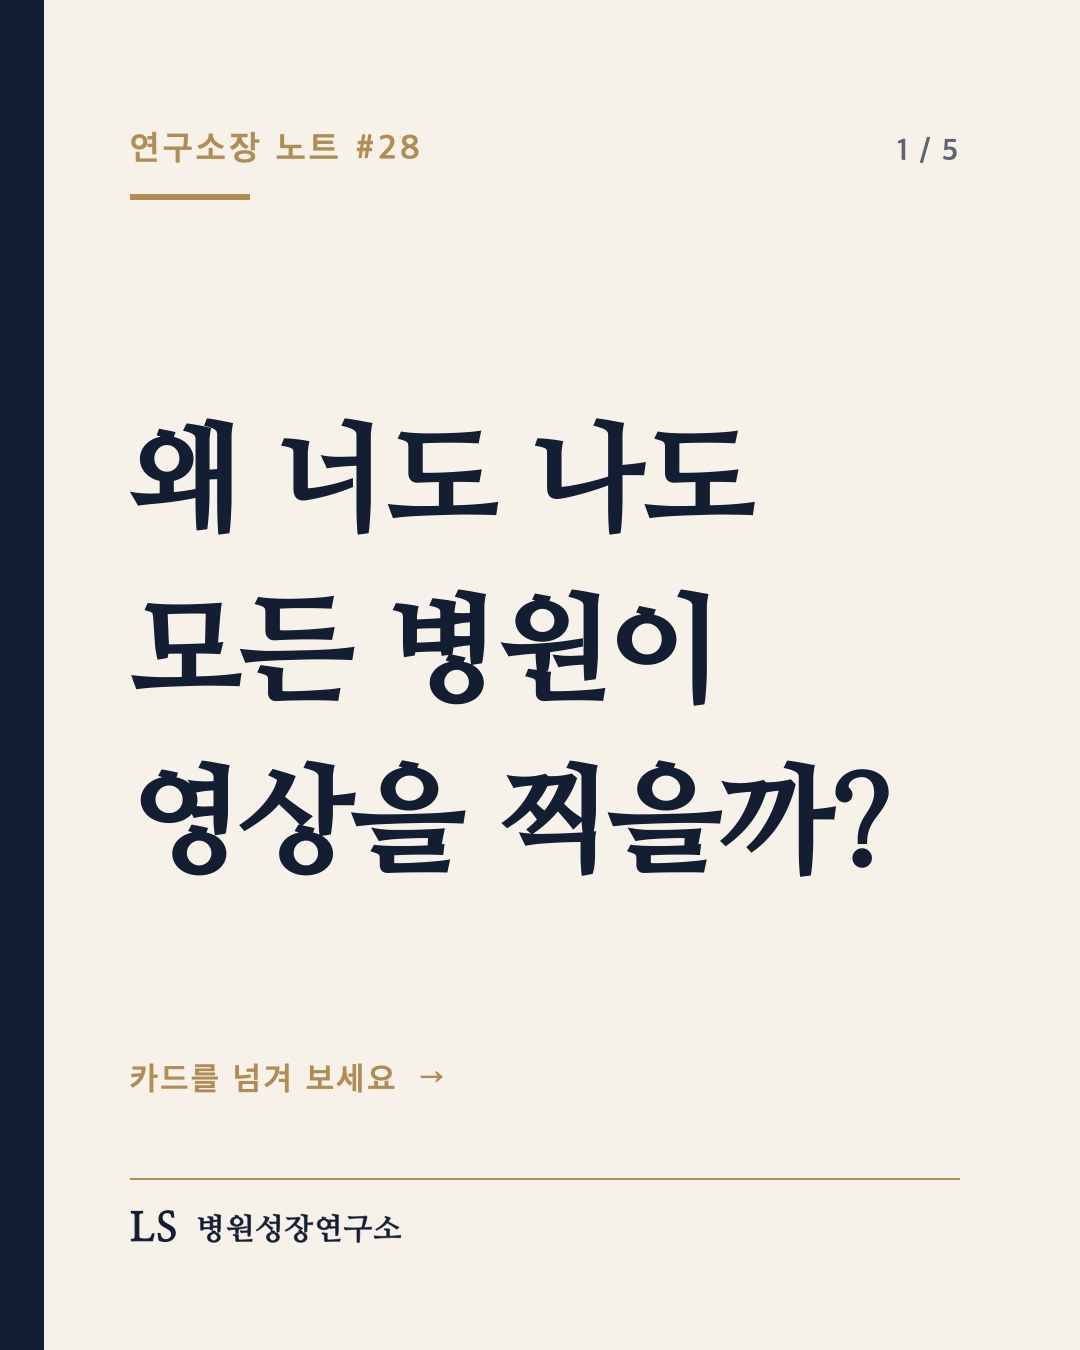 연구소장 노트 #28
1 / 5
왜 너도 나도
모든 병원이
영상을 찍을까?
카드를 넘겨 보세요 →
LS 병원성장연구소